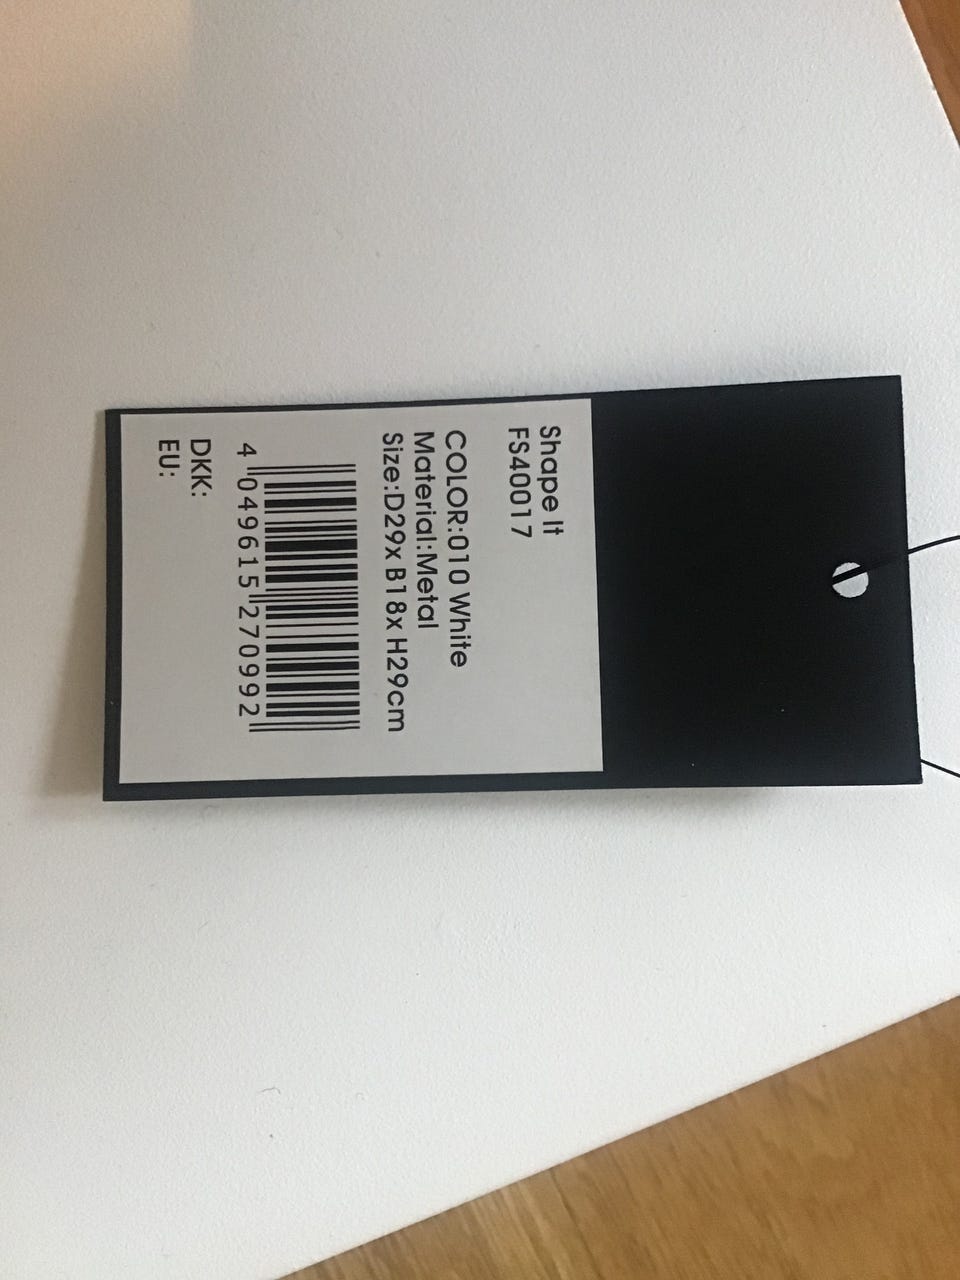 Shape It
FS40017
COLOR:010 White
Material:Metal
Size:D29x B18x H29cm
4 049615 270992
DKK:
EU: